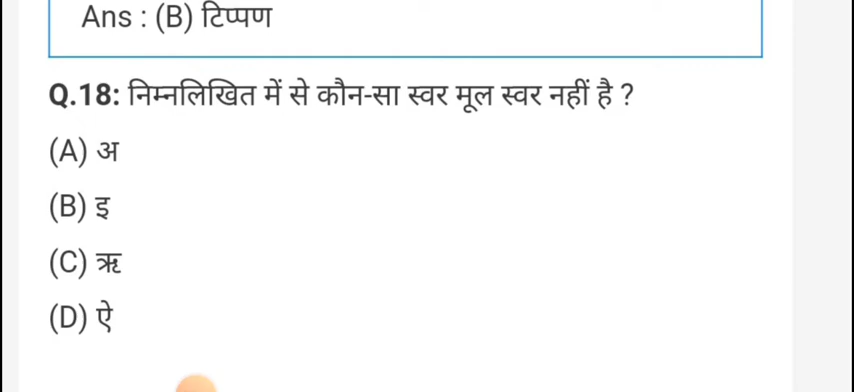 Ans : (B) टिप्पण
Q.18: निम्नलिखित में से कौन-सा स्वर मूल स्वर नहीं है ?
(A) अ
(B) इ
(C) ऋ
(D) ऐ